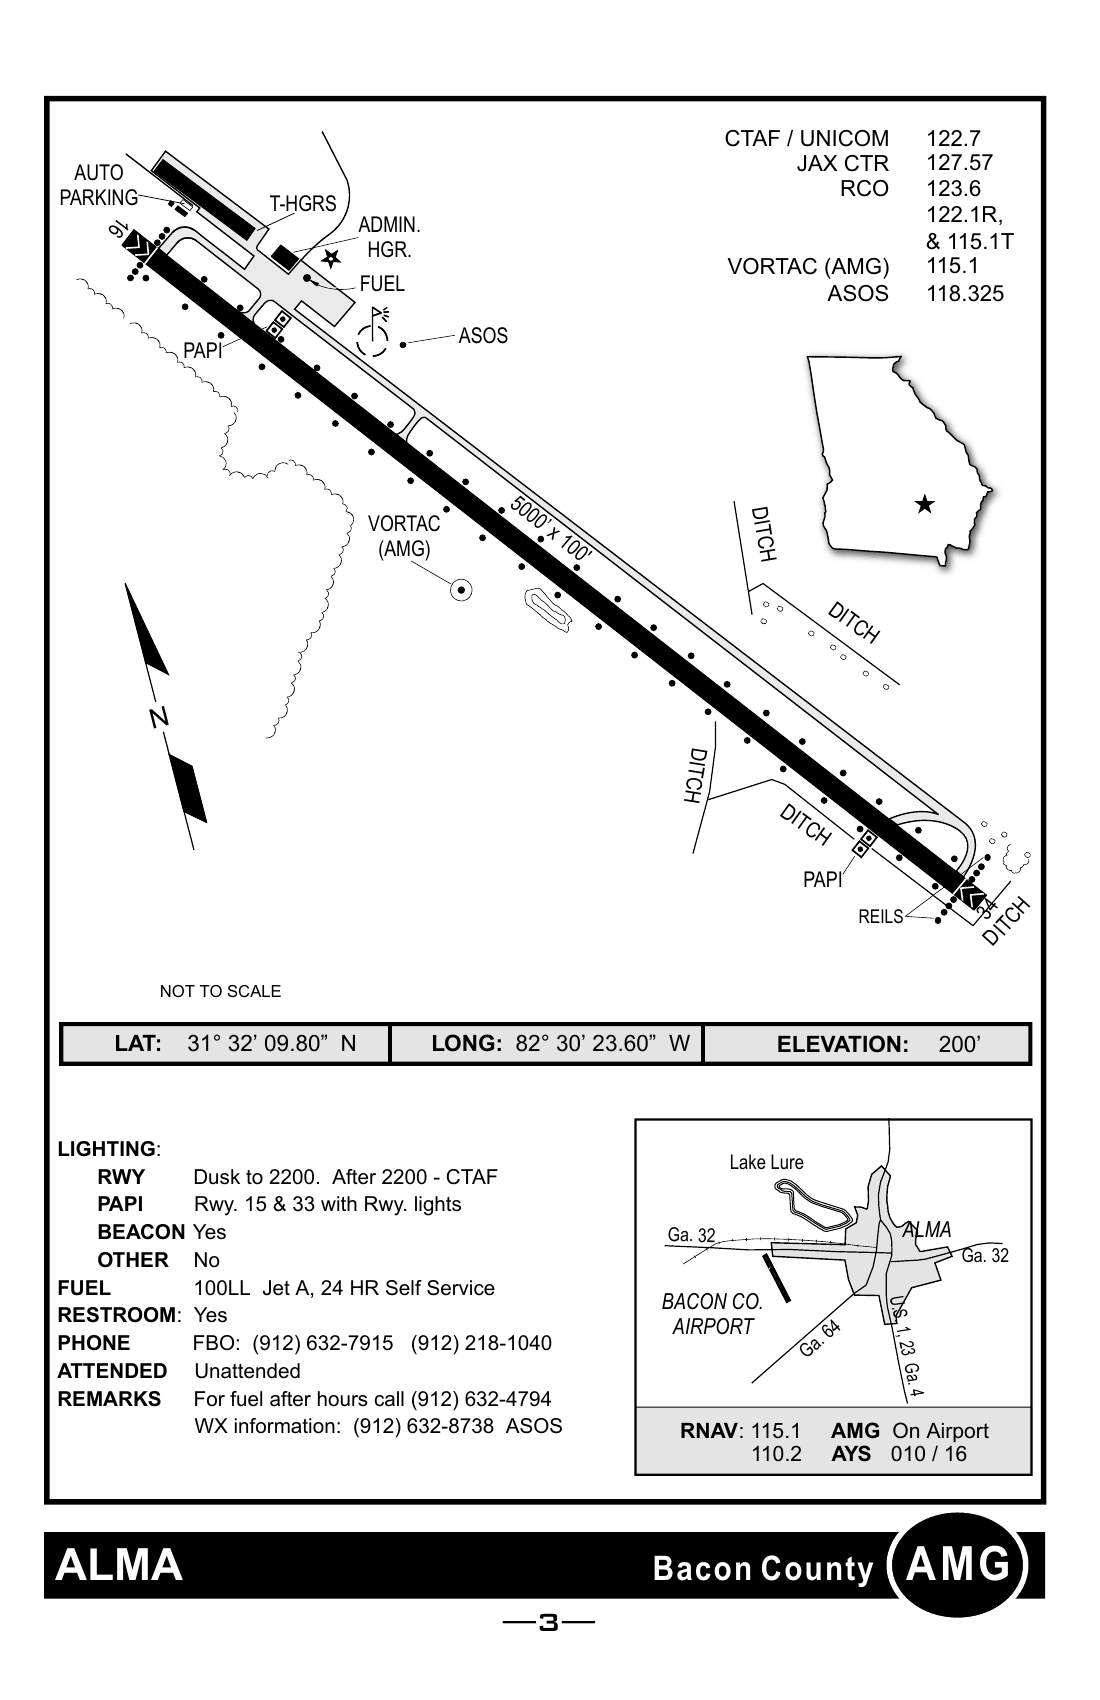 CTAF / UNICOM 122.7
JAX CTR 127.57
RCO 123.6
122.1R,
& 115.1T
VORTAC (AMG) 115.1
ASOS 118.325
AUTO
PARKING
T-HGRS
ADMIN.
HGR.
16
FUEL
ASOS
PAPI
5000’ x 100’
VORTAC
(AMG)
DITCH
DITCH
N
DITCH
DITCH
PAPI
REILS
34
DITCH
NOT TO SCALE
LAT: 31° 32’ 09.80” N LONG: 82° 30’ 23.60” W ELEVATION: 200’
LIGHTING:
RWY Dusk to 2200. After 2200 - CTAF
PAPI Rwy. 15 & 33 with Rwy. lights
BEACON Yes
OTHER No
FUEL 100LL Jet A, 24 HR Self Service
RESTROOM: Yes
PHONE FBO: (912) 632-7915 (912) 218-1040
ATTENDED Unattended
REMARKS For fuel after hours call (912) 632-4794
WX information: (912) 632-8738 ASOS
Lake Lure
ALMA
Ga. 32
Ga. 32
BACON CO.
AIRPORT
Ga. 64
U.S. 1, 23 Ga. 4
RNAV: 115.1 AMG On Airport
110.2 AYS 010 / 16
ALMA
Bacon County AMG
3